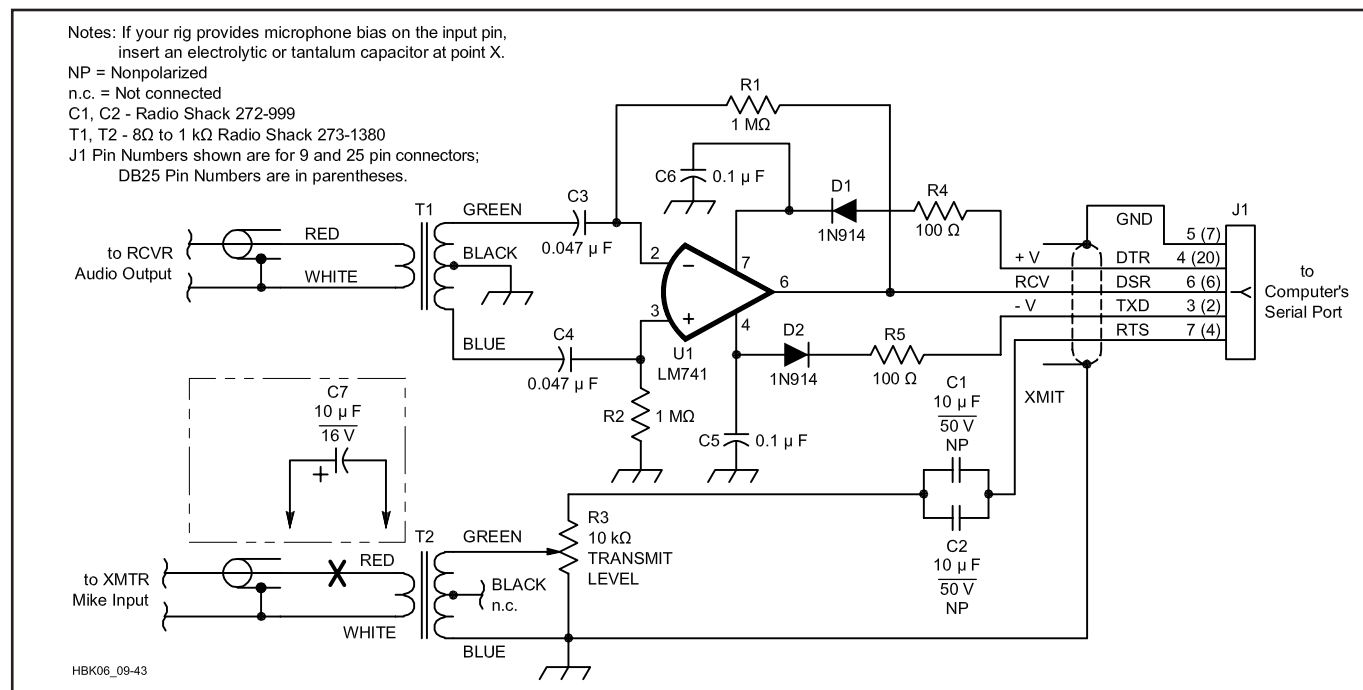 Notes: If your rig provides microphone bias on the input pin,
insert an electrolytic or tantalum capacitor at point X.
NP = Nonpolarized
n.c. = Not connected
C1, C2 - Radio Shack 272-999
T1, T2 - 8Ω to 1 kΩ Radio Shack 273-1380
J1 Pin Numbers shown are for 9 and 25 pin connectors;
DB25 Pin Numbers are in parentheses.
R1
1 MΩ
C6
0.1 µ F
D1
1N914
R4
100 Ω
GND
J1
5 (7)
+ V
DTR
4 (20)
RCV
DSR
6 (6)
- V
TXD
3 (2)
RTS
7 (4)
to
Computer's
Serial Port
T1
GREEN
C3
0.047 µ F
RED
BLACK
to RCVR
Audio Output
WHITE
BLUE
C4
0.047 µ F
2
–
3
+
7
6
4
U1
LM741
D2
1N914
R5
100 Ω
R2
1 MΩ
C5
0.1 µ F
XMIT
C1
10 µ F
50 V
NP
C2
10 µ F
50 V
NP
C7
10 µ F
16 V
+
T2
GREEN
R3
10 kΩ
TRANSMIT
LEVEL
RED
X
BLACK
n.c.
to XMTR
Mike Input
WHITE
BLUE
HBK06_09-43